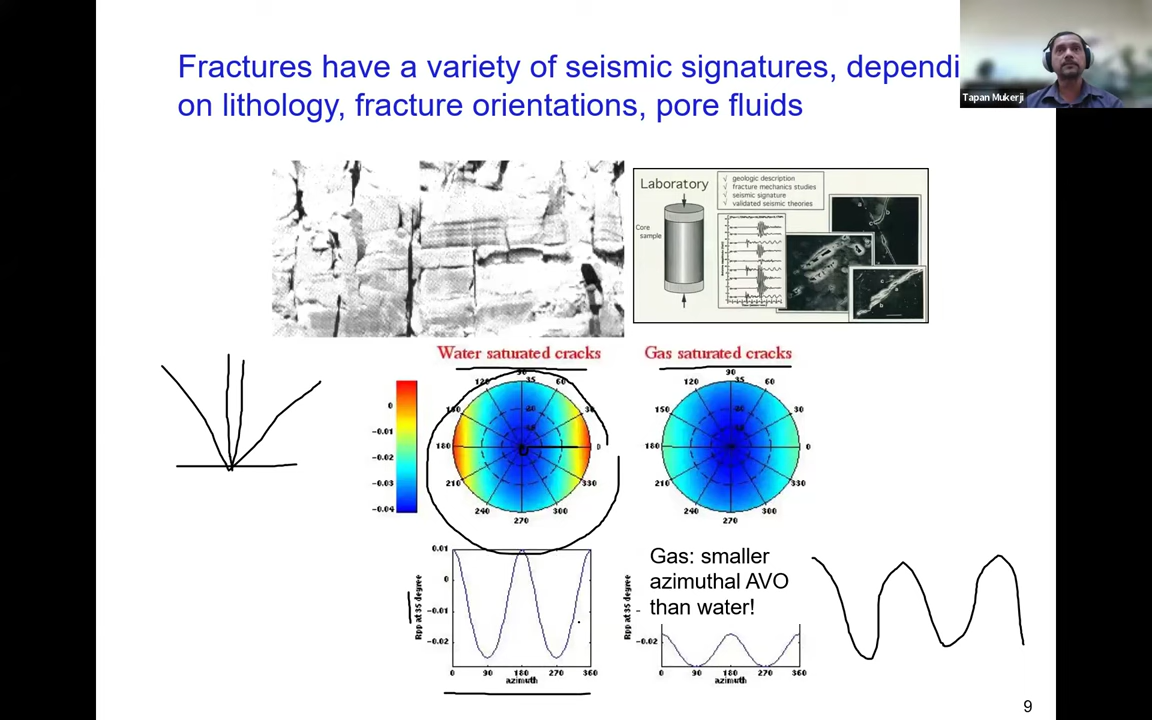 Fractures have a variety of seismic signatures, dependi
on lithology, fracture orientations, pore fluids
Tapan Mukerji
Laboratory
Core
sample
√ geologic description
√ fracture mechanics studies
√ seismic signature
√ validated seismic theories
Water saturated cracks
0
-0.01
-0.02
-0.03
-0.04
90
120
35
60
150
30
180
0
210
330
240
300
270
Gas saturated cracks
90
120
35
60
150
30
180
0
210
330
240
300
270
Rpp at 35 degree
0.01
0
-0.01
-0.02
0 90 180 270 360
azimuth
Gas: smaller
azimuthal AVO
than water!
Rpp at 35 degree
-0.02
0 90 180 270 360
azimuth
9